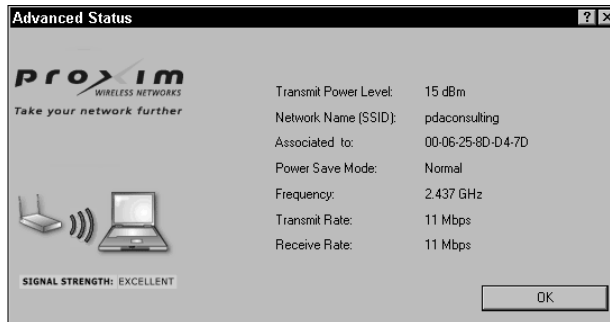 Advanced Status
proxim
WIRELESS NETWORKS
Take your network further
Transmit Power Level: 15 dBm
Network Name (SSID): pdaconsulting
Associated to: 00-06-25-8D-D4-7D
Power Save Mode: Normal
Frequency: 2.437 GHz
Transmit Rate: 11 Mbps
Receive Rate: 11 Mbps
SIGNAL STRENGTH: EXCELLENT
OK